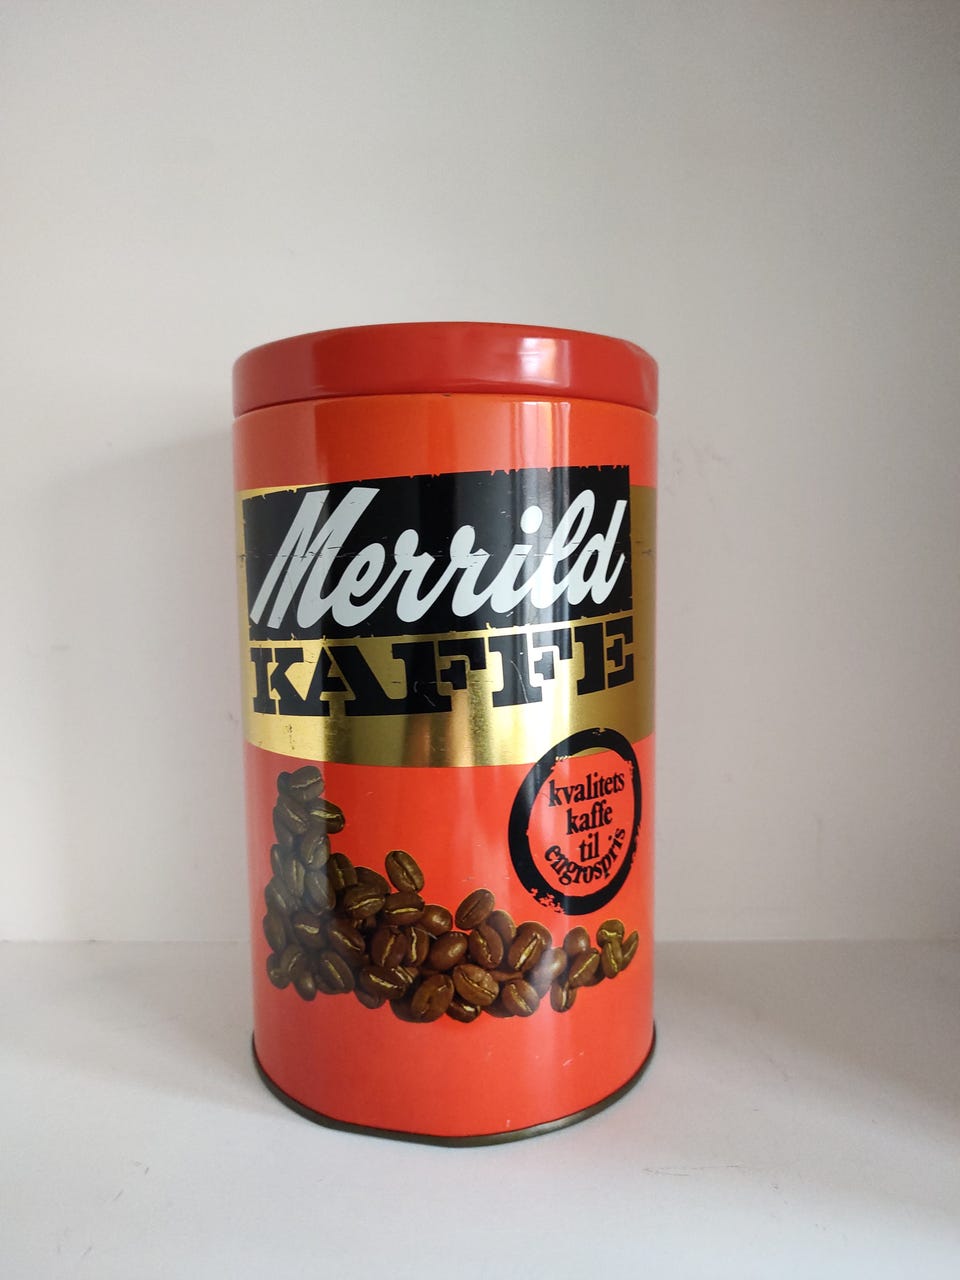 Merrild
KAFFE
kvalitets
kaffe
til
engrospris